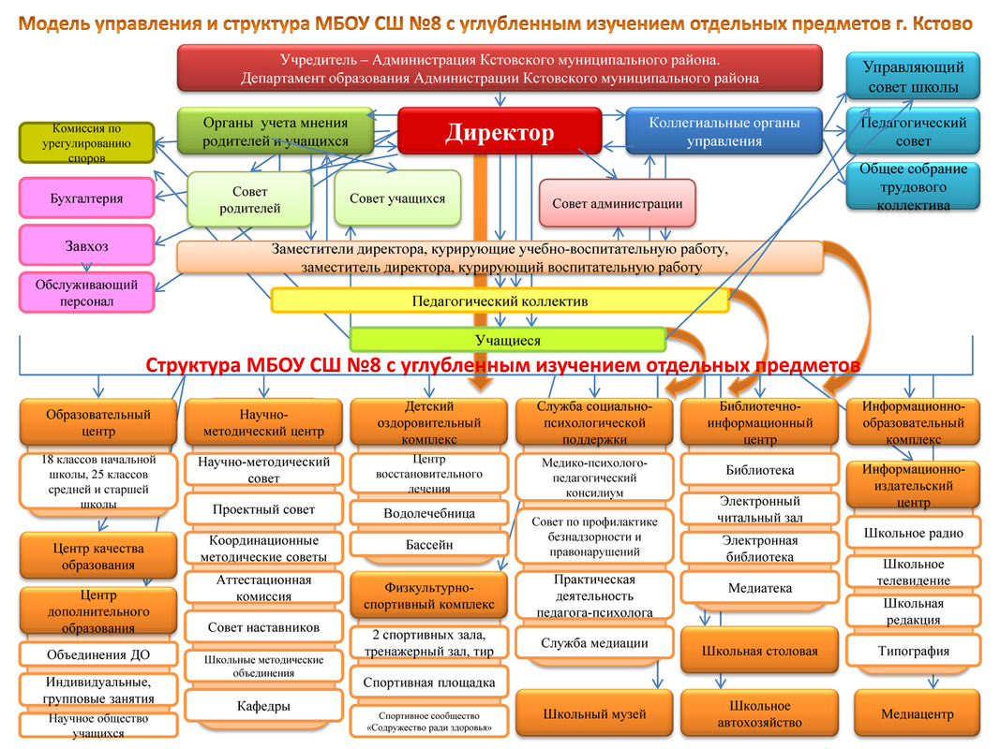 Модель управления и структура МБОУ СШ №8 с углубленным изучением отдельных предметов г. Кстово
Учредитель – Администрация Кстовского муниципального района.
Департамент образования Администрации Кстовского муниципального района
Управляющий
совет школы
Комиссия по
урегулированию
споров
Органы учета мнения
родителей и учащихся
Директор
Коллегиальные органы
управления
Педагогический
совет
Общее собрание
трудового
коллектива
Бухгалтерия
Совет
родителей
Совет учащихся
Совет администрации
Завхоз
Обслуживающий
персонал
Заместители директора, курирующие учебно-воспитательную работу,
заместитель директора, курирующий воспитательную работу
Педагогический коллектив
Учащиеся
Структура МБОУ СШ №8 с углубленным изучением отдельных предметов
Образовательный
центр
18 классов начальной
школы, 25 классов
средней и старшей
школы
Центр качества
образования
Центр
дополнительного
образования
Объединения ДО
Индивидуальные,
групповые занятия
Научное общество
учащихся
Научно-
методический центр
Научно-методический
совет
Проектный совет
Координационные
методические советы
Аттестационная
комиссия
Совет наставников
Школьные методические
объединения
Кафедры
Детский
оздоровительный
комплекс
Центр
восстановительного
лечения
Водолечебница
Бассейн
Физкультурно-
спортивный комплекс
2 спортивных зала,
тренажерный зал, тир
Спортивная площадка
Спортивное сообщество
«Содружество ради здоровья»
Служба социально-
психологической
поддержки
Медико-психолого-
педагогический
консилиум
Совет по профилактике
безнадзорности и
правонарушений
Практическая
деятельность
педагога-психолога
Служба медиации
Школьный музей
Библиотечно-
информационный
центр
Библиотека
Электронный
читальный зал
Электронная
библиотека
Медиатека
Школьная столовая
Школьное
автохозяйство
Информационно-
образовательный
комплекс
Информационно-
издательский
центр
Школьное радио
Школьное
телевидение
Школьная
редакция
Типография
Медиацентр